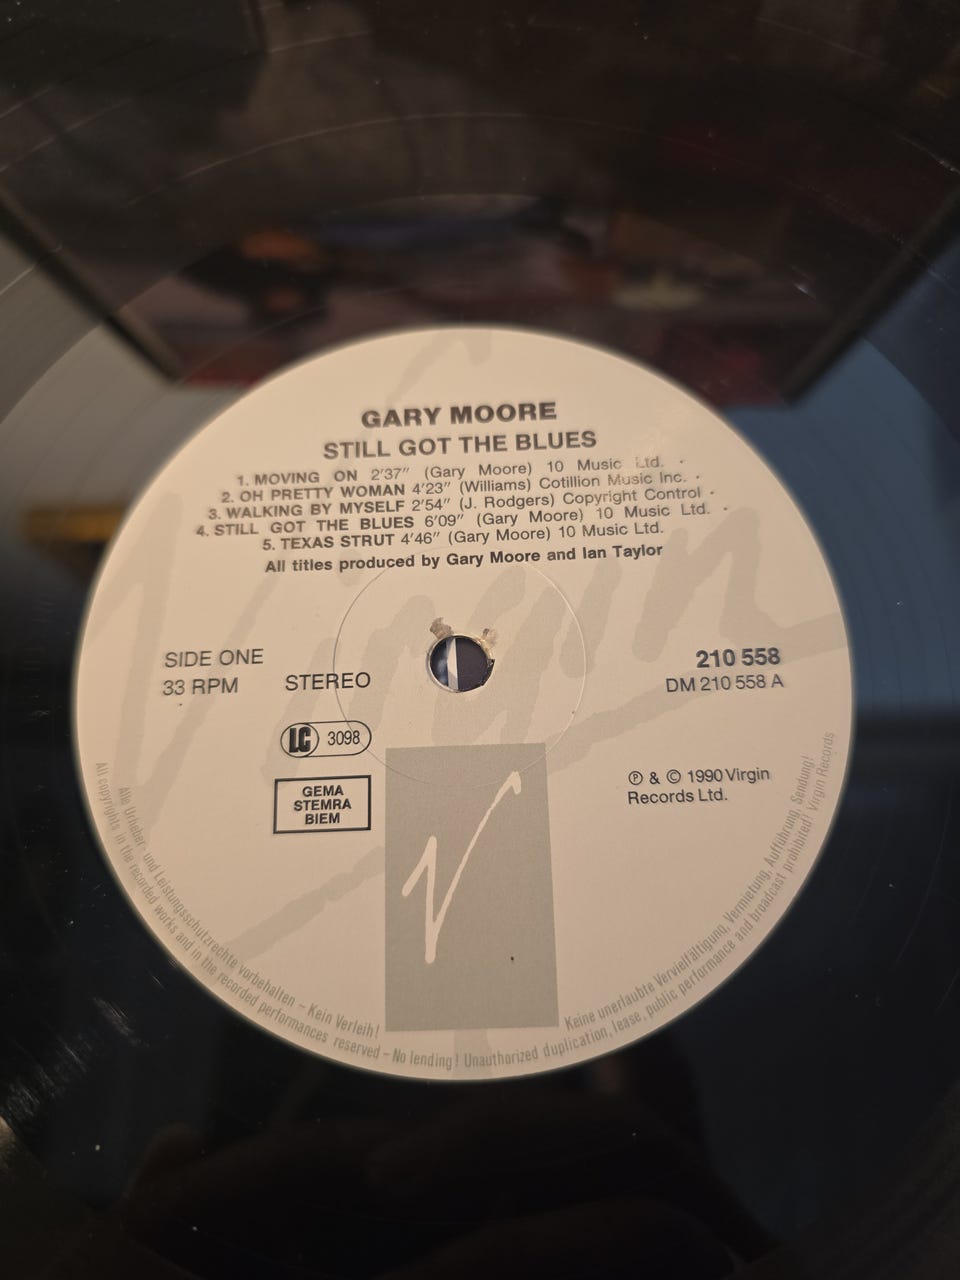 GARY MOORE
STILL GOT THE BLUES
1. MOVING ON 2'37" (Gary Moore) 10 Music Ltd.
2. OH PRETTY WOMAN 4'23" (Williams) Cotillion Music Inc.
3. WALKING BY MYSELF 2'54" (J. Rodgers) Copyright Control
4. STILL GOT THE BLUES 6'09" (Gary Moore) 10 Music Ltd.
5. TEXAS STRUT 4'46" (Gary Moore) 10 Music Ltd.
All titles produced by Gary Moore and Ian Taylor
Virgin
SIDE ONE
33 RPM
STEREO
210 558
DM 210 558 A
LC 3098
GEMA
STEMRA
BIEM
℗ & © 1990 Virgin
Records Ltd.
V
Alle Urheber- und Leistungsschutzrechte vorbehalten – Kein Verleih! Keine unerlaubte Vervielfältigung, Vermietung, Aufführung, Sendung!
All copyrights in the recorded works and in the recorded performances reserved – No lending! Unauthorized duplication, lease, public performance and broadcast prohibited! Virgin Records